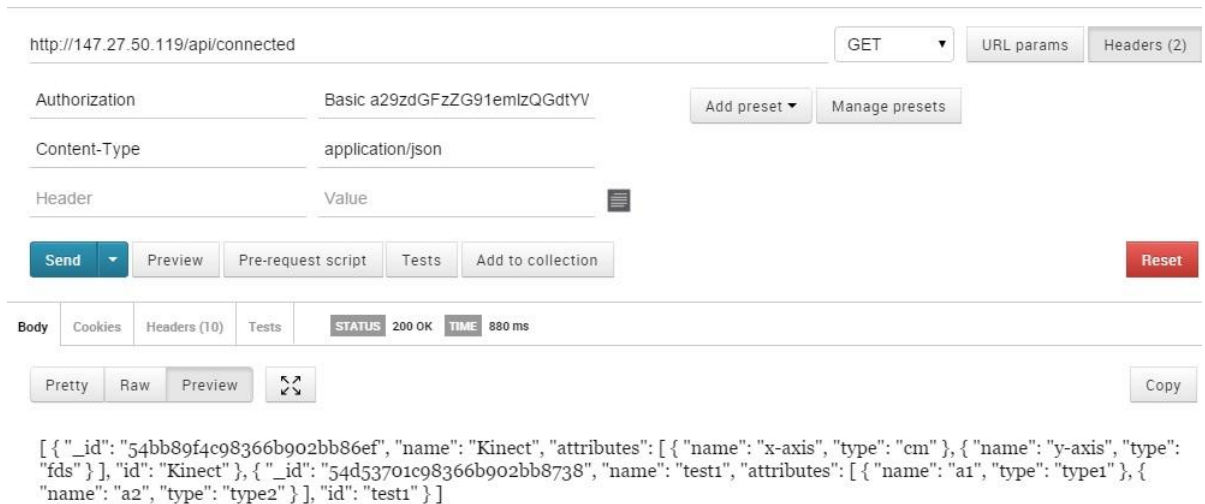 http://147.27.50.119/api/connected GET URL params Headers (2)
Authorization Basic a29zdGFzZG91emlzQGdtYV Add preset Manage presets
Content-Type application/json
Header Value
Send Preview Pre-request script Tests Add to collection Reset
Body Cookies Headers (10) Tests STATUS 200 OK TIME 880 ms
Pretty Raw Preview Copy
[ { "_id": "54bb89f4c98366b902bb86ef", "name": "Kinect", "attributes": [ { "name": "x-axis", "type": "cm" }, { "name": "y-axis", "type":
"fds" } ], "id": "Kinect" }, { "_id": "54d53701c98366b902bb8738", "name": "test1", "attributes": [ { "name": "a1", "type": "type1" }, {
"name": "a2", "type": "type2" } ], "id": "test1" } ]